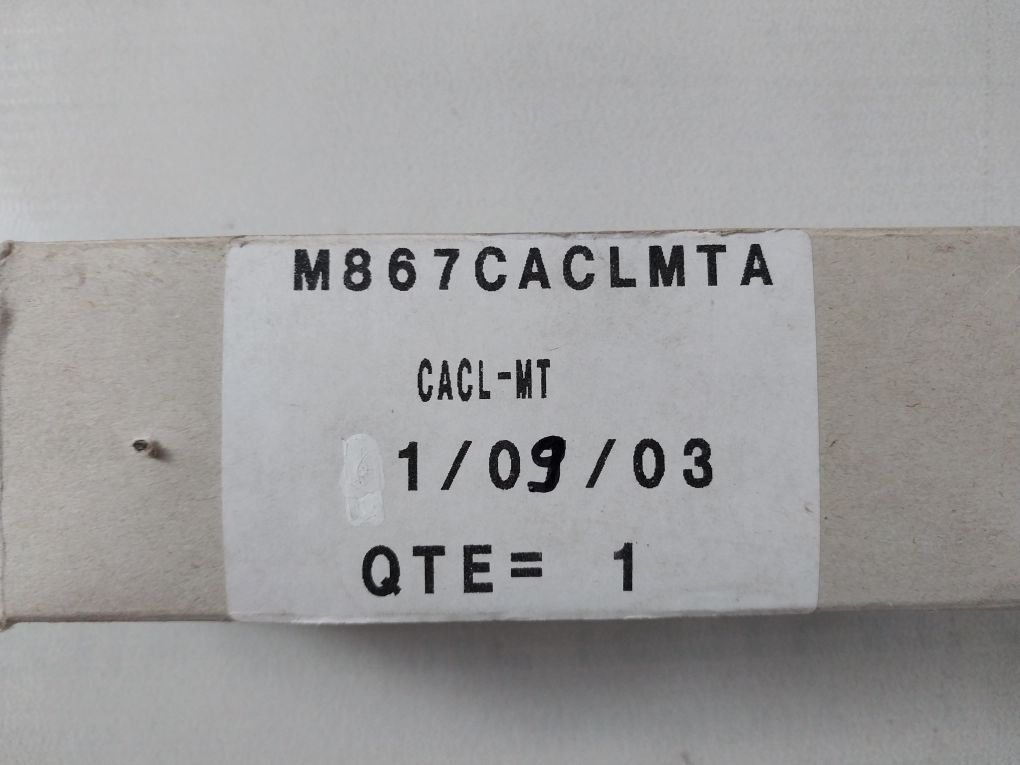 M867CACLMTA
CACL-MT
1/09/03
QTE= 1